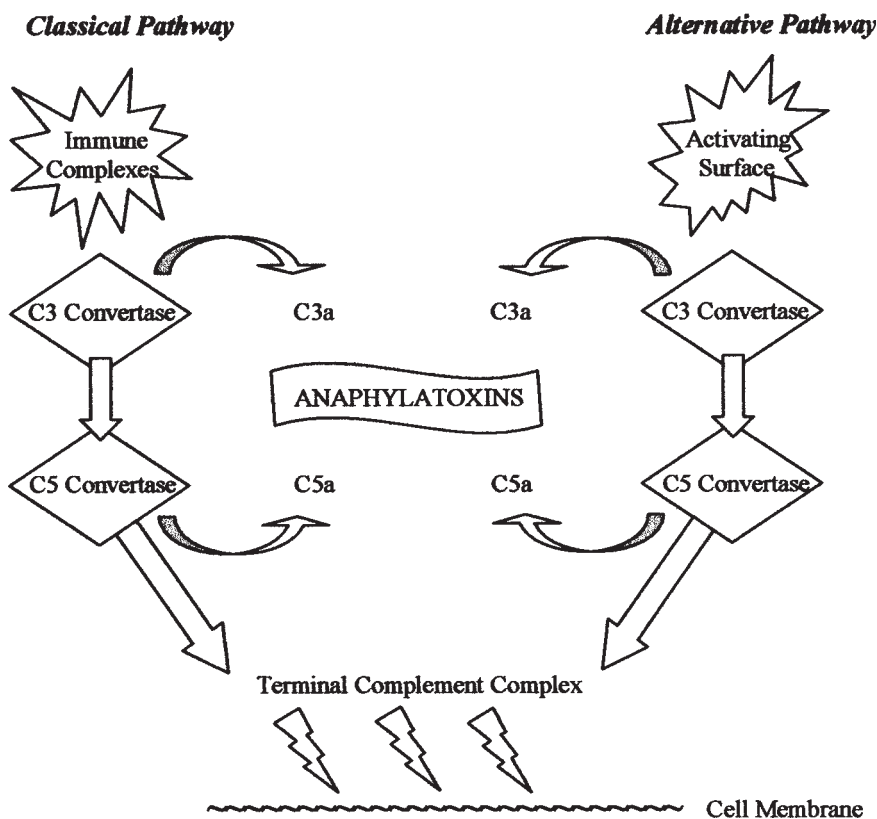 Classical Pathway
Alternative Pathway
Immune
Complexes
Activating
Surface
C3 Convertase
C3a
C3a
C3 Convertase
ANAPHYLATOXINS
C5 Convertase
C5a
C5a
C5 Convertase
Terminal Complement Complex
Cell Membrane